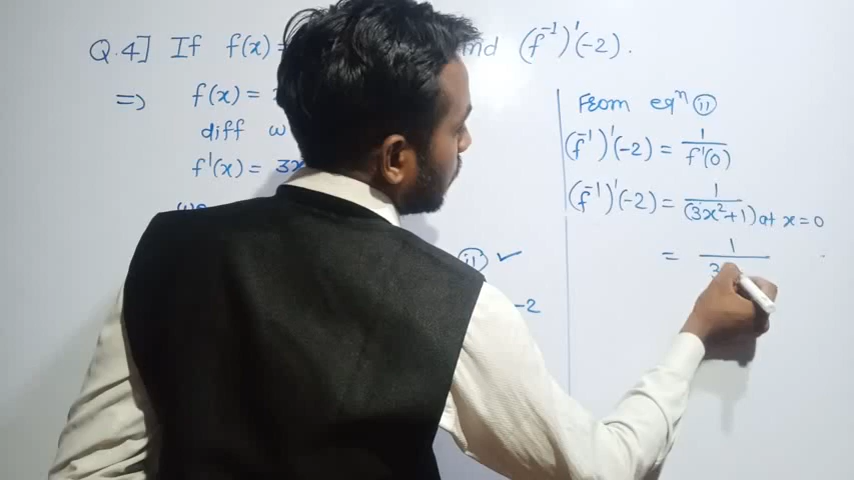 Q.4] If f(x) = nd (f⁻¹)'(-2).
=> f(x) =
diff w
f'(x) = 3x
(ii) ✓
-2
From eqⁿ (ii)
(f⁻¹)'(-2) = 1/f'(0)
(f⁻¹)'(-2) = 1/(3x²+1) at x = 0
= 1/3